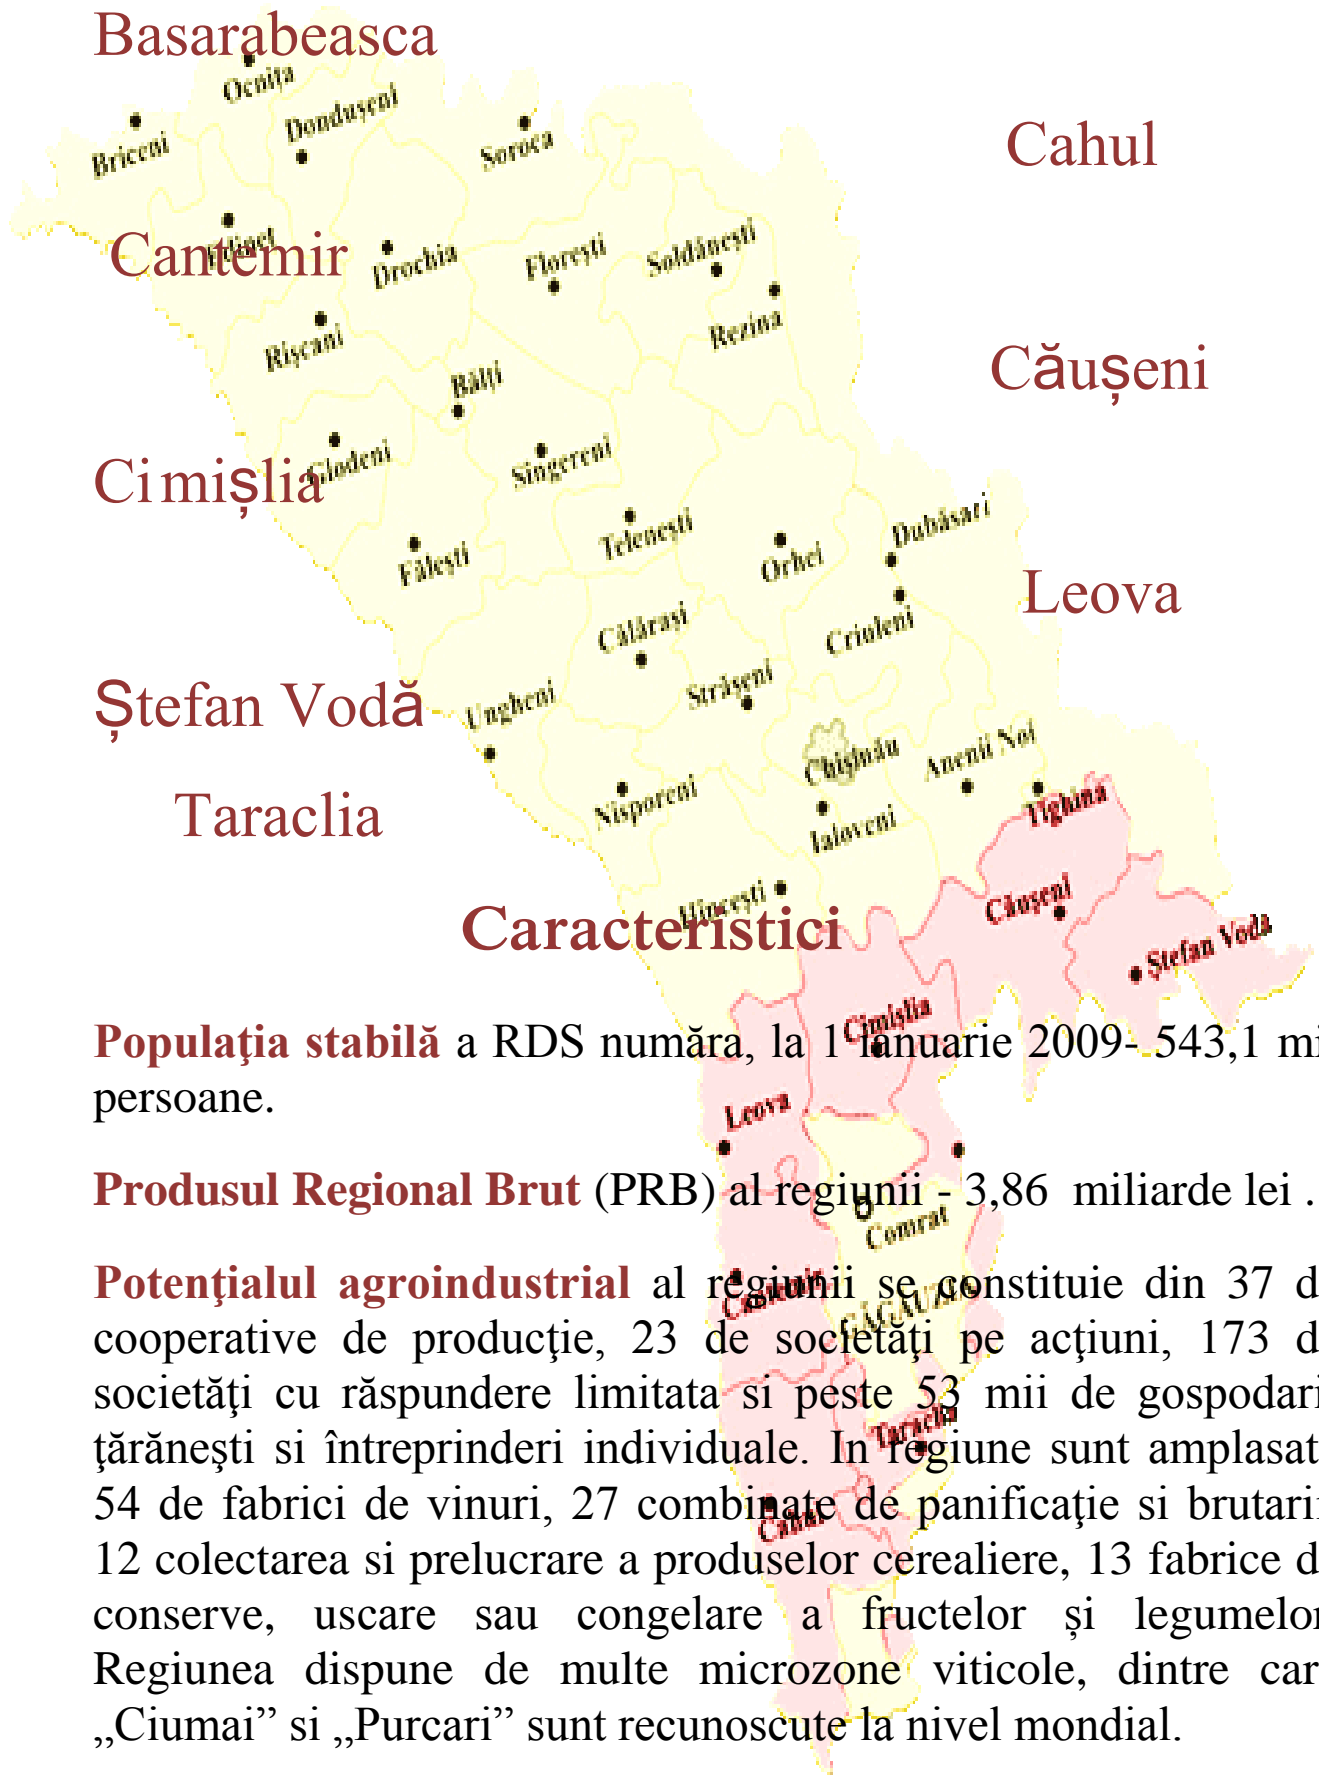 Basarabeasca
Ocnița
Briceni
Dondușeni
Soroca
Cahul
Cantemir
Drochia
Florești
Șoldănești
Rezina
Rîșcani
Bălți
Căușeni
Cimișlia
Glodeni
Sîngerei
Fălești
Telenești
Orhei
Dubăsari
Leova
Călărași
Criuleni
Ștefan Vodă
Ungheni
Strășeni
Chișinău
Anenii Noi
Taraclia
Nisporeni
Ialoveni
Tighina
Hîncești
Căușeni
Ștefan Vodă
Caracteristici
Cimișlia
Populaţia stabilă a RDS număra, la 1 Ianuarie 2009- 543,1 mi
persoane.
Leova
Produsul Regional Brut (PRB) al regiunii - 3,86 miliarde lei .
Comrat
Potenţialul agroindustrial al regiunii se constituie din 37 d
Cantemir
GĂGĂUZIA
cooperative de producţie, 23 de societăţi pe acţiuni, 173 d
societăţi cu răspundere limitata si peste 53 mii de gospodari
Taraclia
ţărăneşti si întreprinderi individuale. In regiune sunt amplasat
54 de fabrici de vinuri, 27 combinate de panificaţie si brutarii
Cahul
12 colectarea si prelucrare a produselor cerealiere, 13 fabrice d
conserve, uscare sau congelare a fructelor și legumelor
Regiunea dispune de multe microzone viticole, dintre car
„Ciumai” si „Purcari” sunt recunoscute la nivel mondial.